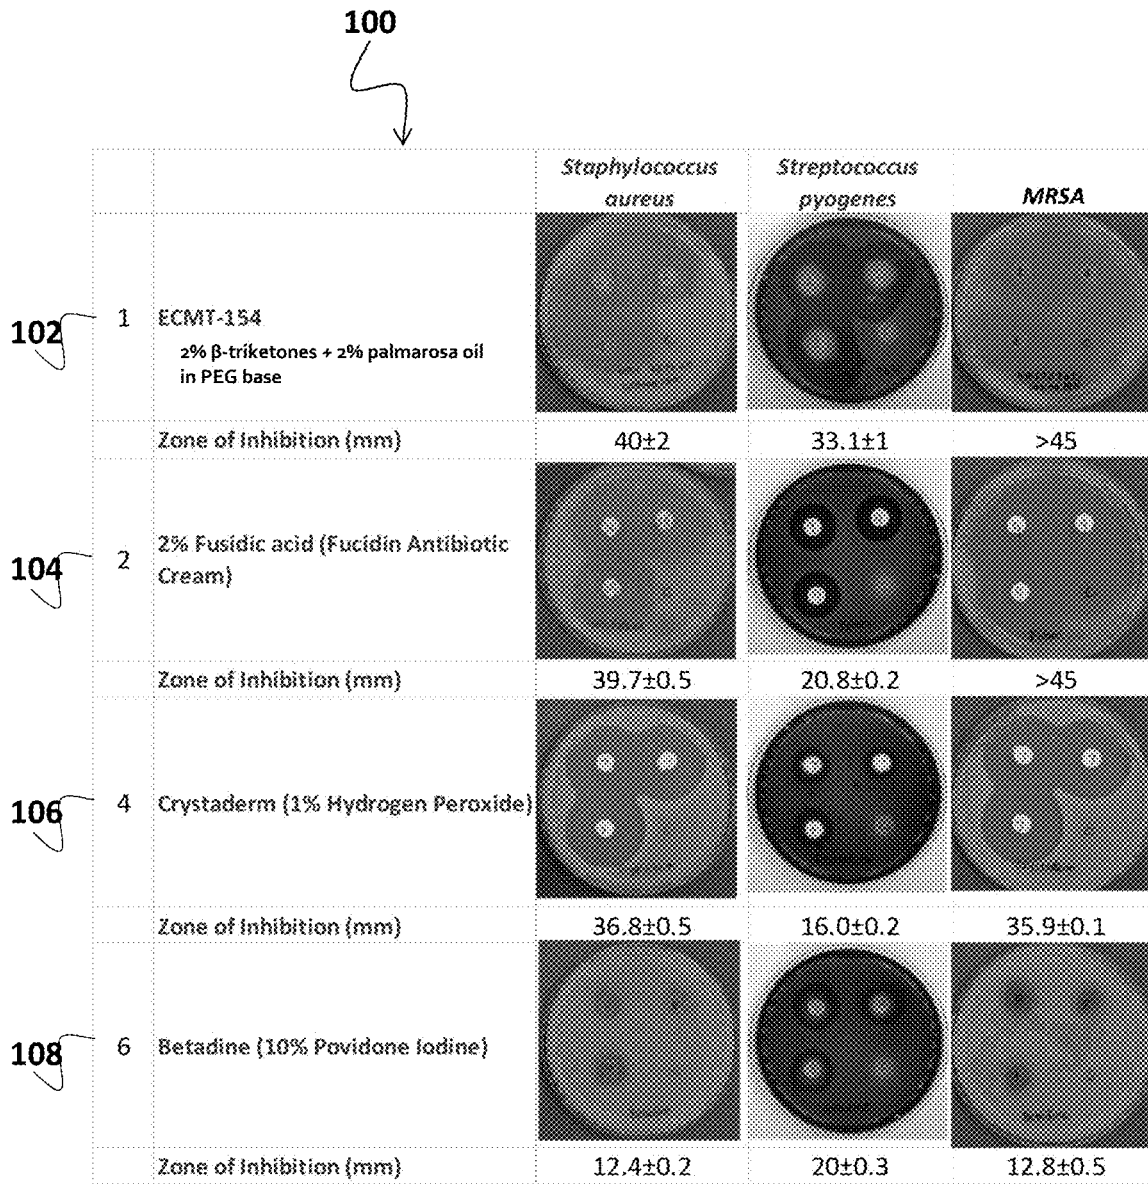 100
Staphylococcus Streptococcus
aureus pyogenes MRSA
102 1 ECMT-154
2% β-triketones + 2% palmarosa oil
in PEG base
Zone of Inhibition (mm) 40±2 33.1±1 >45
104 2 2% Fusidic acid (Fucidin Antibiotic
Cream)
Zone of Inhibition (mm) 39.7±0.5 20.8±0.2 >45
106 4 Crystaderm (1% Hydrogen Peroxide)
Zone of Inhibition (mm) 36.8±0.5 16.0±0.2 35.9±0.1
108 6 Betadine (10% Povidone Iodine)
Zone of Inhibition (mm) 12.4±0.2 20±0.3 12.8±0.5